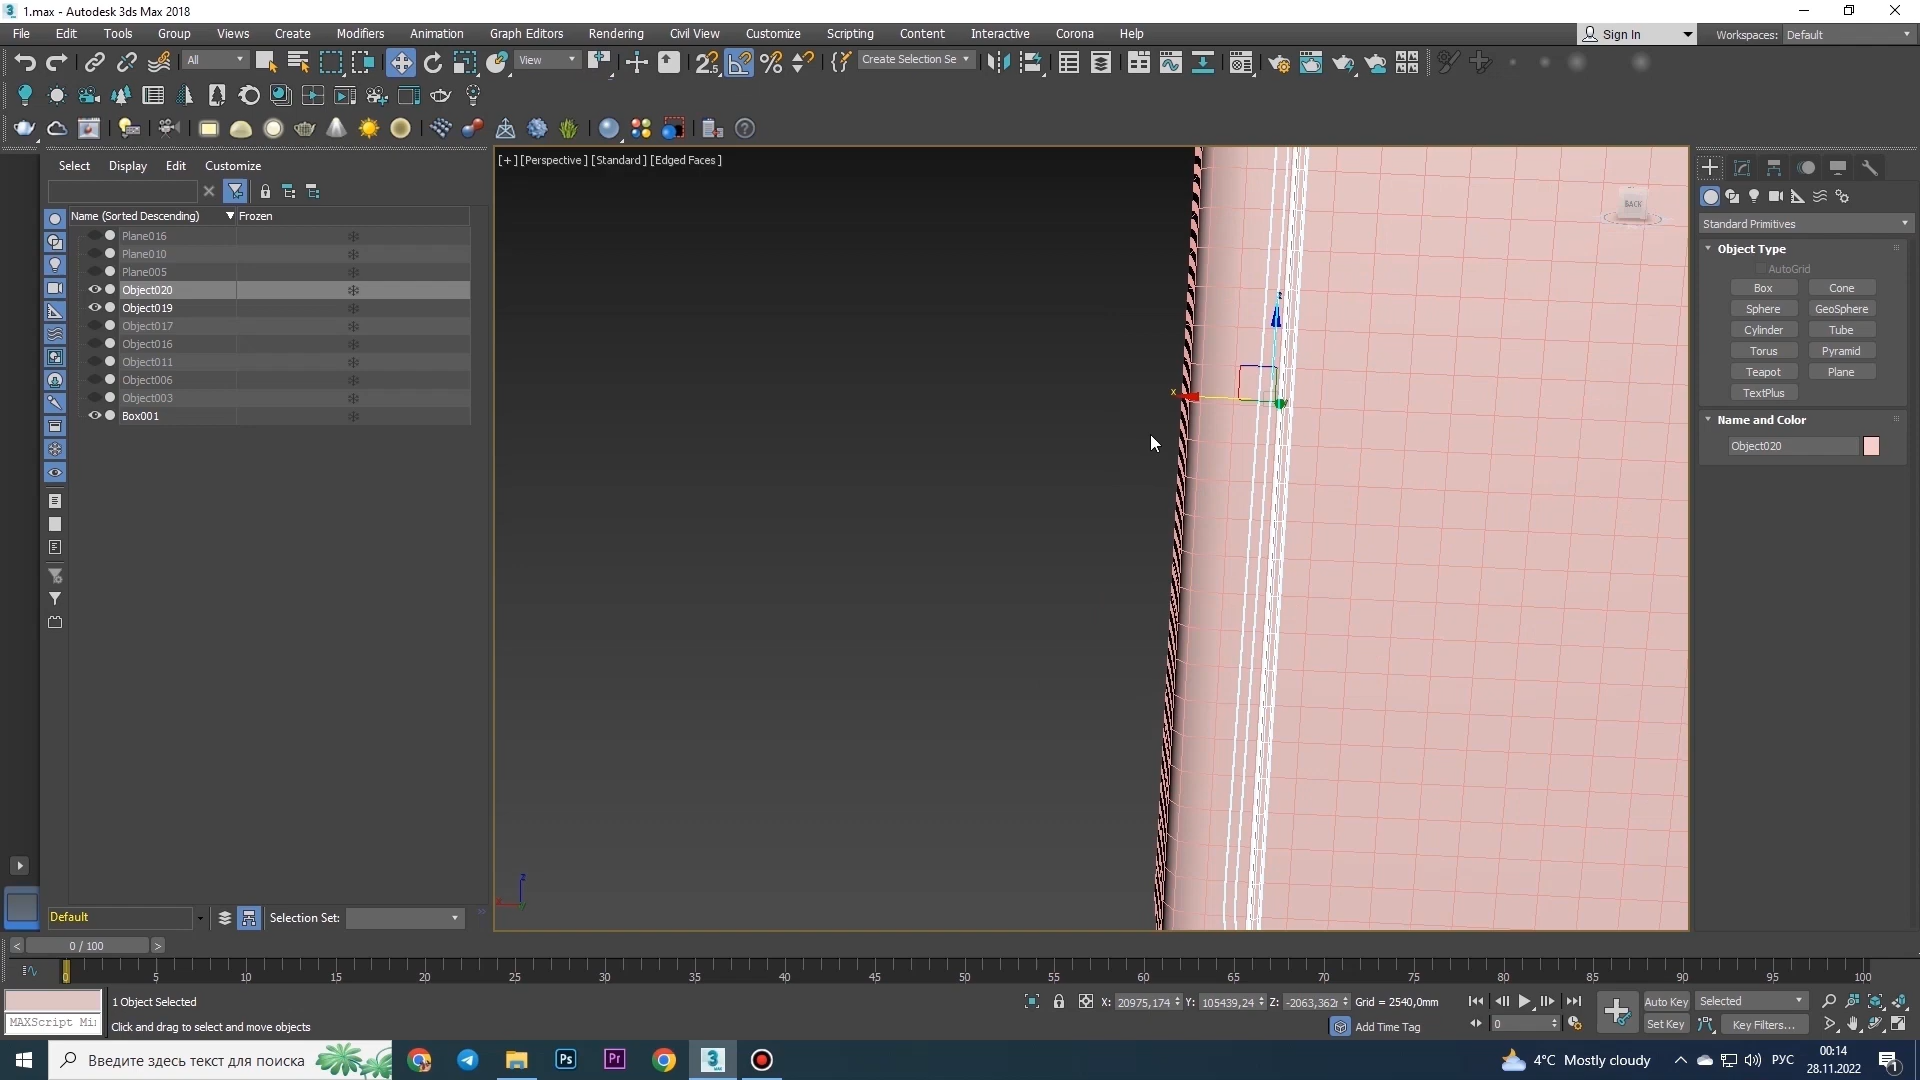 1.max - Autodesk 3ds Max 2018
File Edit Tools Group Views Create Modifiers Animation Graph Editors Rendering Civil View Customize Scripting Content Interactive Corona Help
Sign In
Workspaces: Default
All
View
Create Selection Se
Select Display Edit Customize
[+] [Perspective] [Standard] [Edged Faces]
BACK
Name (Sorted Descending) Frozen
Plane016
Plane010
Plane005
Object020
Object019
Object017
Object016
Object011
Object006
Object003
Box001
Standard Primitives
Object Type
AutoGrid
Box Cone
Sphere GeoSphere
Cylinder Tube
Torus Pyramid
Teapot Plane
TextPlus
Name and Color
Object020
z
x
z
Default
Selection Set:
0 / 100
0 5 10 15 20 25 30 35 40 45 50 55 60 65 70 75 80 85 90 95 100
1 Object Selected
X: 20975,174 Y: 105439,24 Z: -2063,362 Grid = 2540,0mm
Auto Key Selected
MAXScript Mi
Click and drag to select and move objects
Add Time Tag
0
Set Key Key Filters...
Введите здесь текст для поиска
Ps
Pr
3
MAX
4°C Mostly cloudy
РУС
00:14
28.11.2022
1